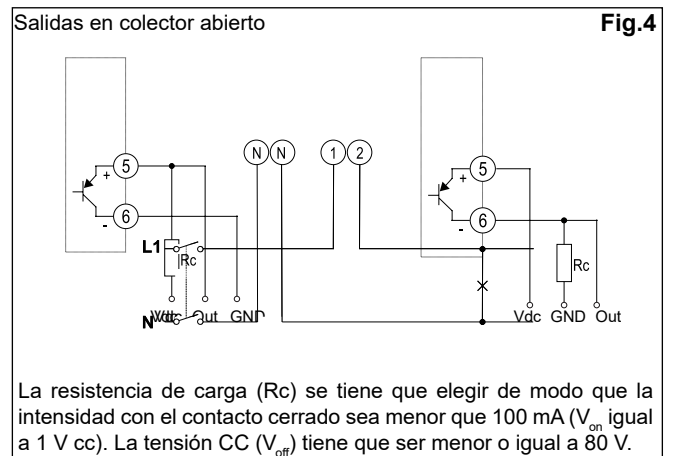 Salidas en colector abierto Fig.4
5 N N 1 2 5
+ +
6 6
- -
L1 Rc Rc
N Vdc Out GND Vdc GND Out
La resistencia de carga (Rc) se tiene que elegir de modo que la
intensidad con el contacto cerrado sea menor que 100 mA (Von igual
a 1 V cc). La tensión CC (Voff) tiene que ser menor o igual a 80 V.